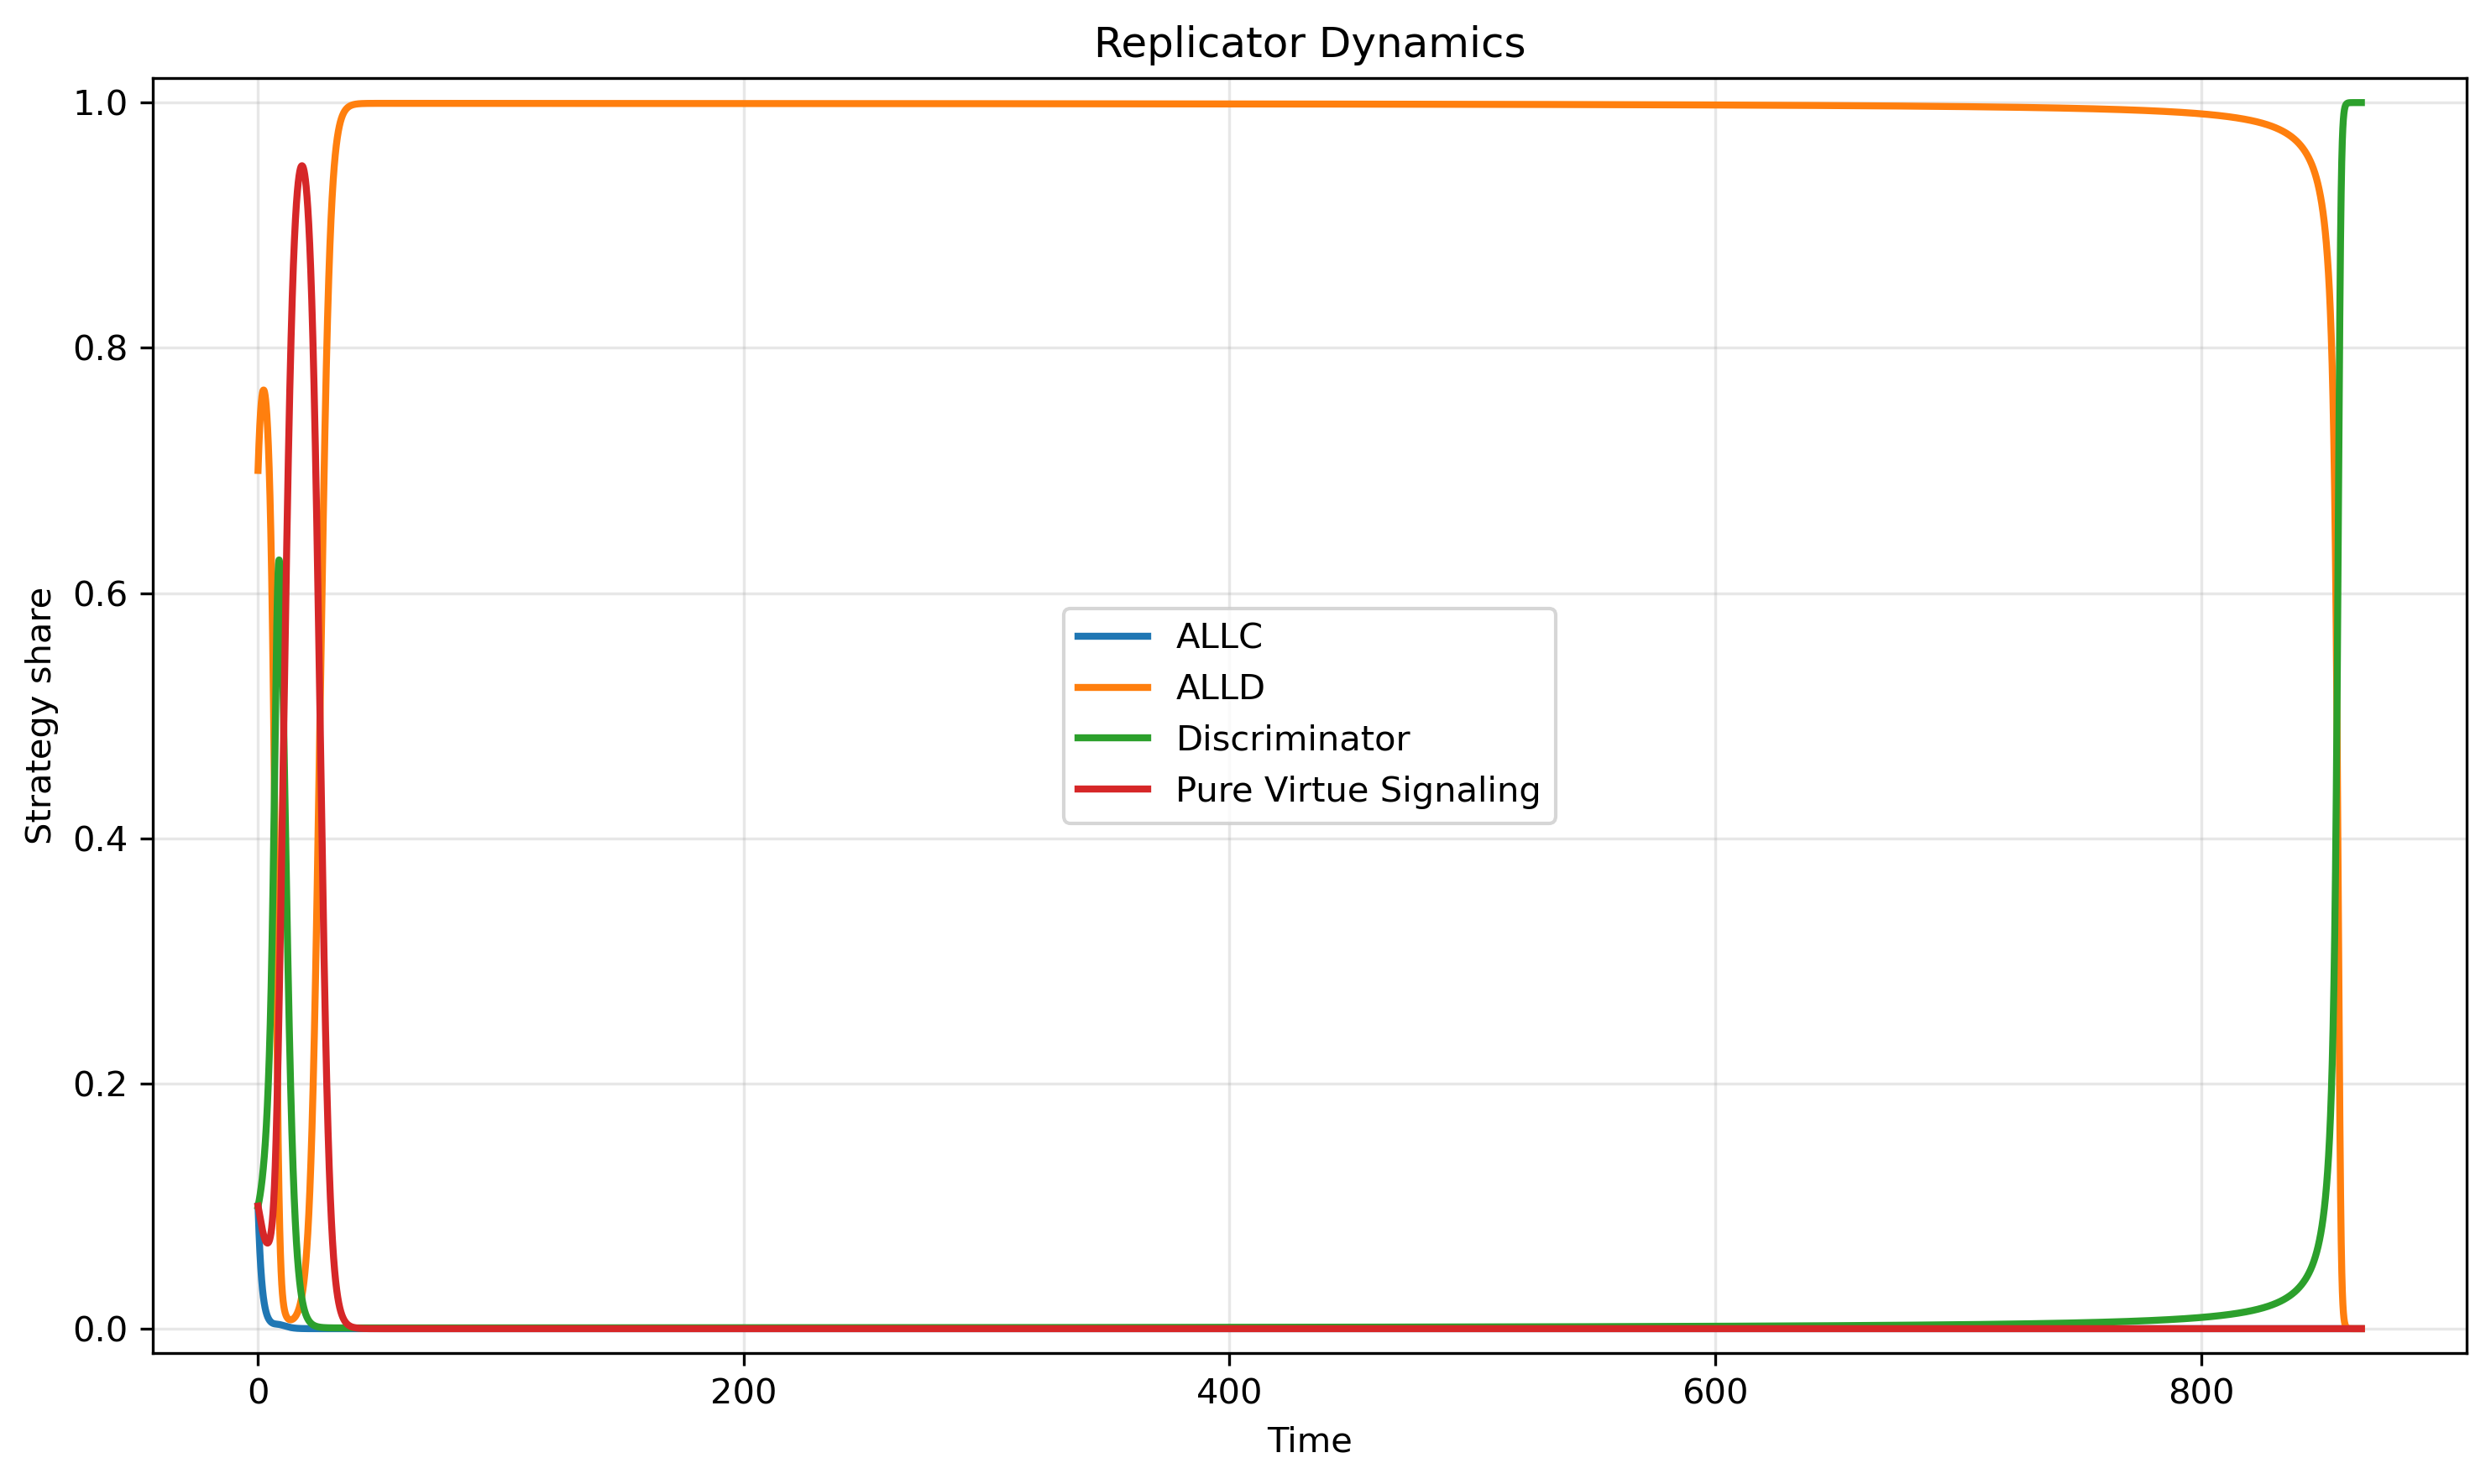 Replicator Dynamics
1.0
0.8
0.6
0.4
0.2
0.0
Strategy share
ALLC
ALLD
Discriminator
Pure Virtue Signaling
0 200 400 600 800
Time